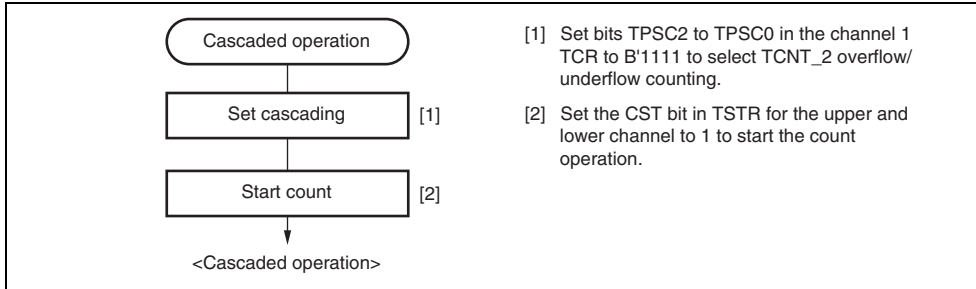 Cascaded operation
Set cascading
[1]
Start count
[2]
<Cascaded operation>
[1] Set bits TPSC2 to TPSC0 in the channel 1
TCR to B'1111 to select TCNT_2 overflow/
underflow counting.
[2] Set the CST bit in TSTR for the upper and
lower channel to 1 to start the count
operation.